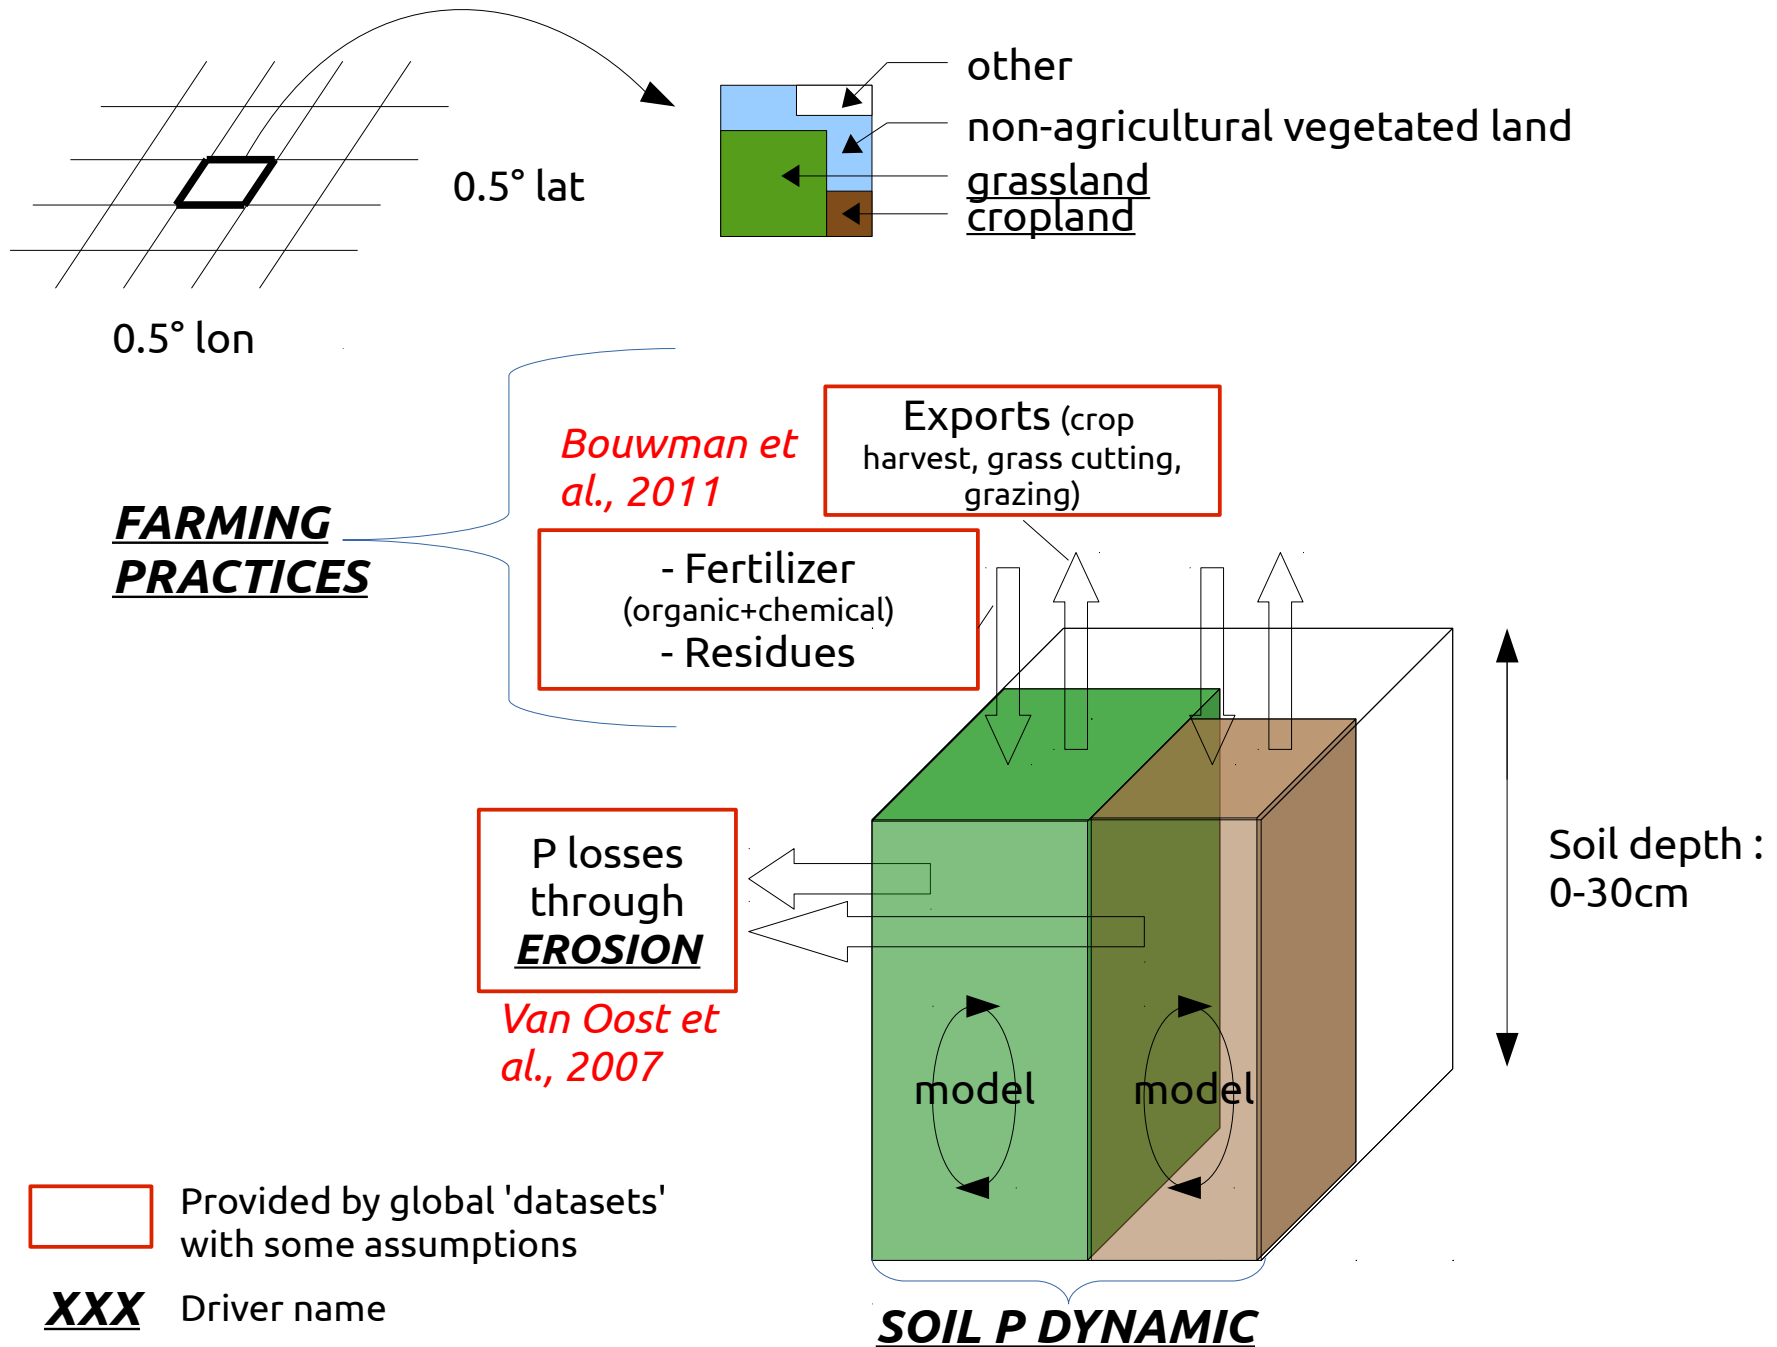 other
non-agricultural vegetated land
grassland
cropland
0.5° lat
0.5° lon
Exports (crop
harvest, grass cutting,
grazing)
Bouwman et
al., 2011
FARMING
PRACTICES
- Fertilizer
(organic+chemical)
- Residues
P losses
through
EROSION
Van Oost et
al., 2007
Soil depth :
0-30cm
model
model
Provided by global 'datasets'
with some assumptions
XXX Driver name
SOIL P DYNAMIC